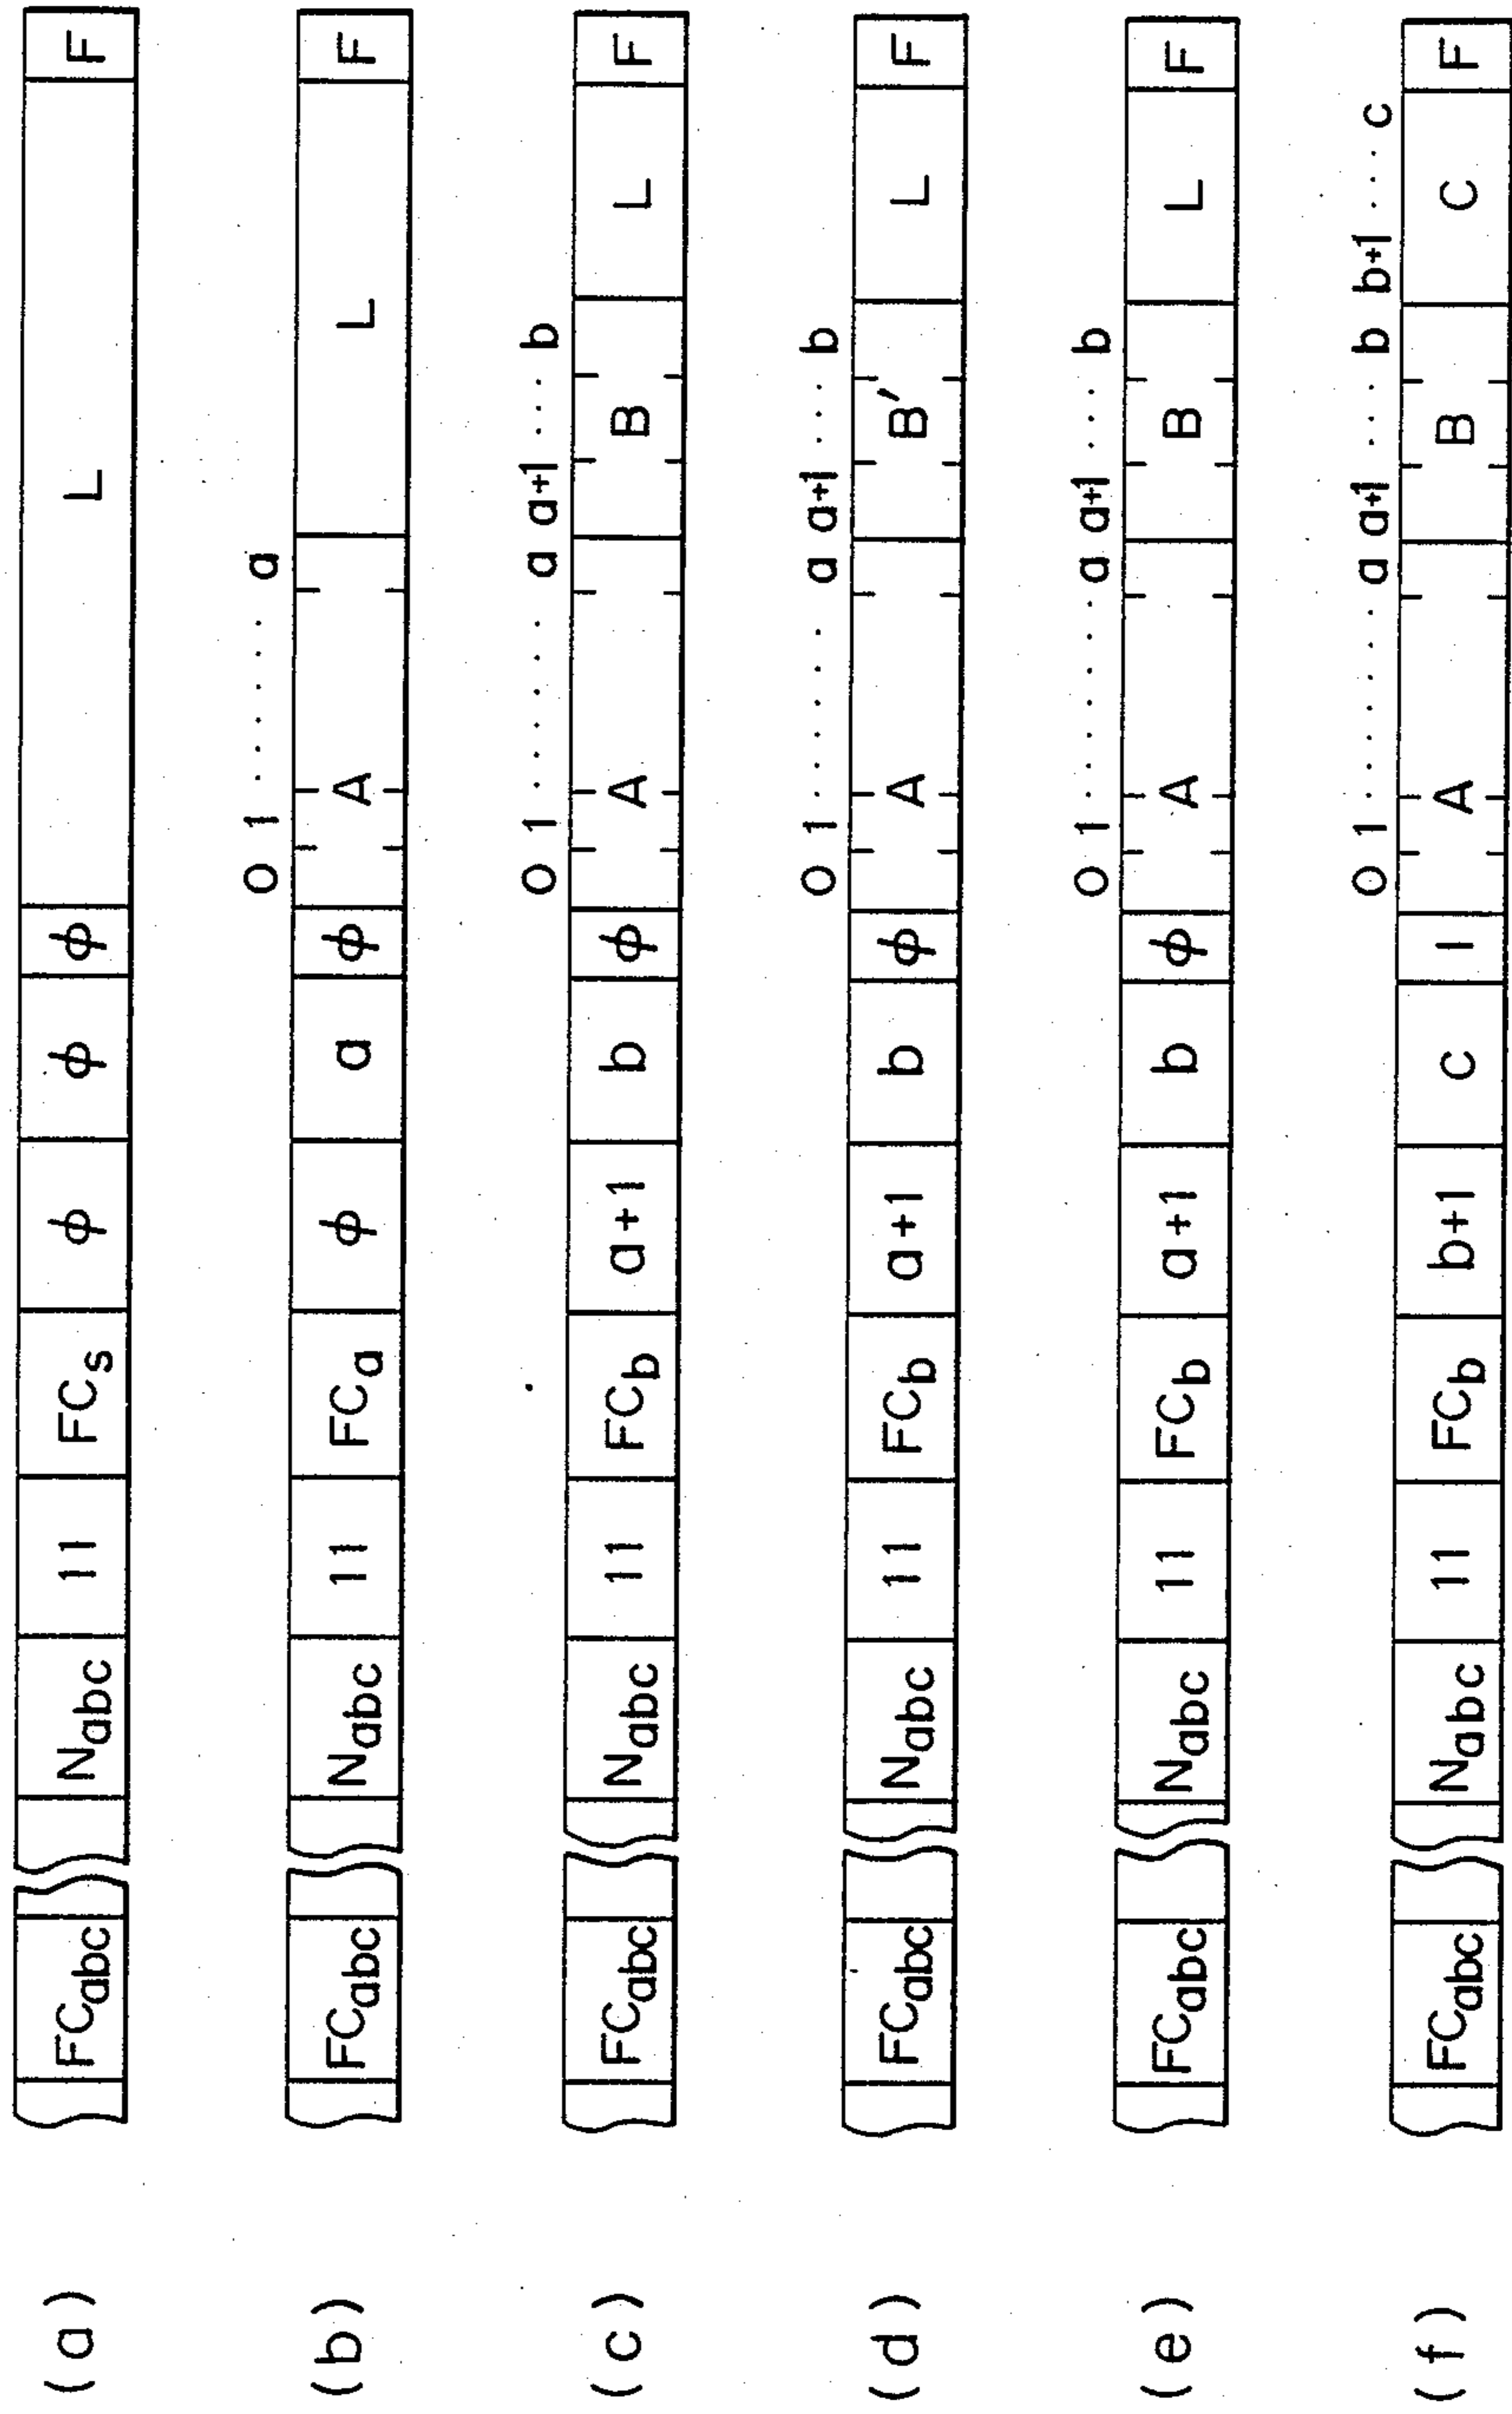 (a) FCabc Nabc 11 FCs ϕ ϕ ϕ L F
0 1 ....... a
(b) FCabc Nabc 11 FCa ϕ a ϕ A L F
0 1 ....... a a+1 .... b
(c) FCabc Nabc 11 FCb a+1 b ϕ A B L F
0 1 ....... a a+1 .... b
(d) FCabc Nabc 11 FCb a+1 b ϕ A B' L F
0 1 ........ a a+1 .... b
(e) FCabc Nabc 11 FCb a+1 b ϕ A B L F
0 1 ........ a a+1 .... b b+1 .... c
(f) FCabc Nabc 11 FCb b+1 c 1 A B C F